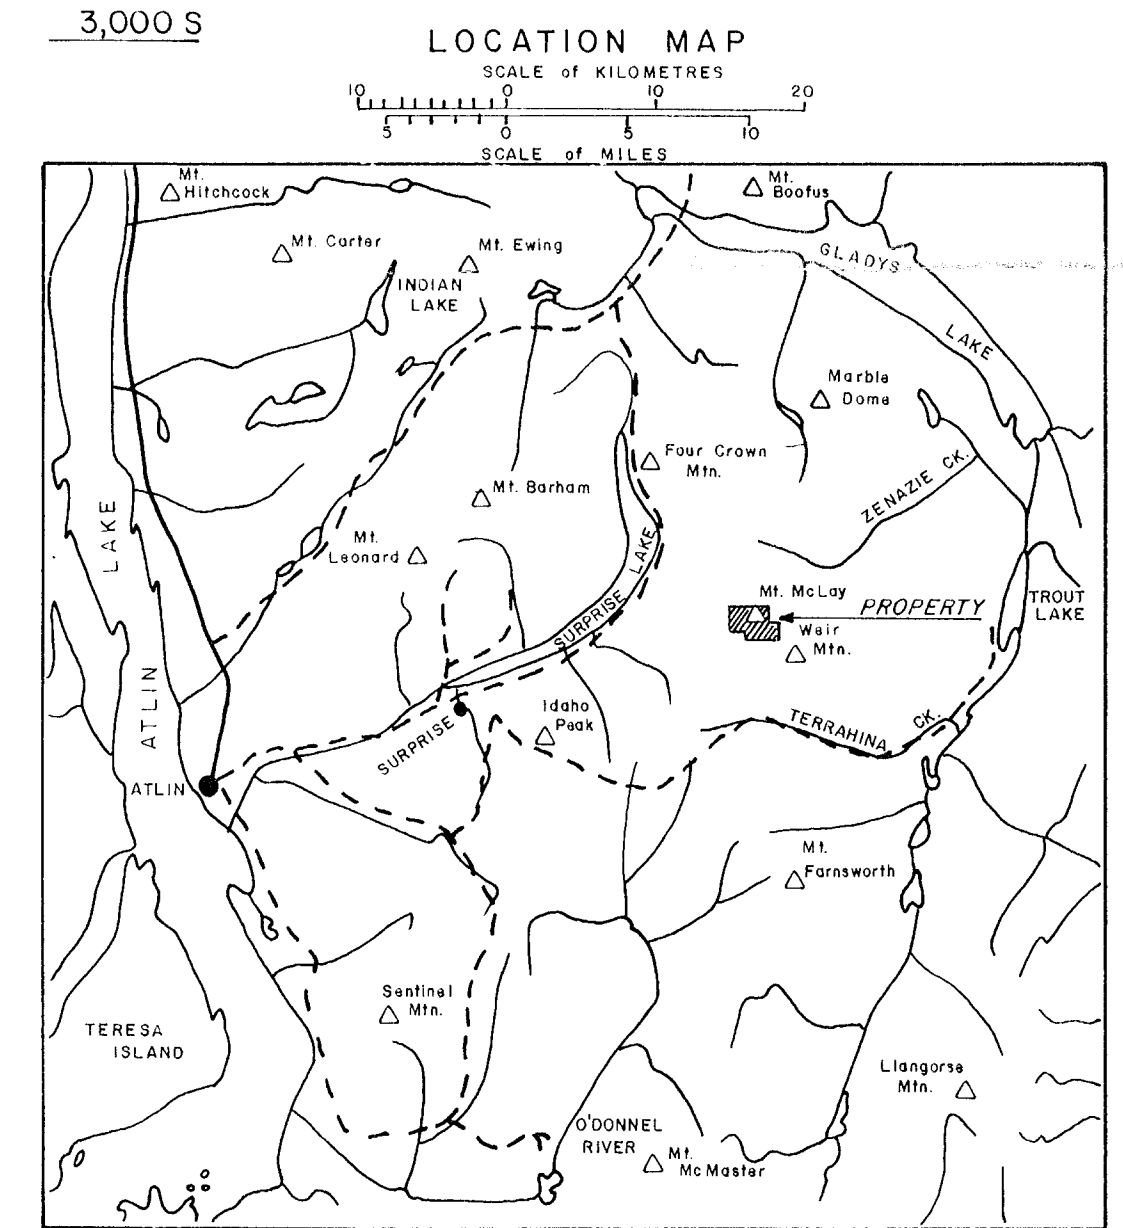 3,000 S
LOCATION MAP
SCALE of KILOMETRES
10 0 10 20
5 0 5 10
SCALE of MILES
Mt.
Hitchcock
Mt.
Boofus
Mt. Carter
Mt. Ewing
GLADYS
LAKE
INDIAN
LAKE
Marble
Dome
Four Crown
Mtn.
ZENAZIE CK.
Mt. Barham
LAKE
ATLIN
Mt.
Leonard
SURPRISE LAKE
Mt. McLay
PROPERTY
TROUT
LAKE
Weir
Mtn.
Idaho
Peak
SURPRISE
TERRAHINA CK.
ATLIN
Mt.
Farnsworth
Sentinel
Mtn.
TERESA
ISLAND
Llangorse
Mtn.
O'DONNEL
RIVER
Mt.
McMaster